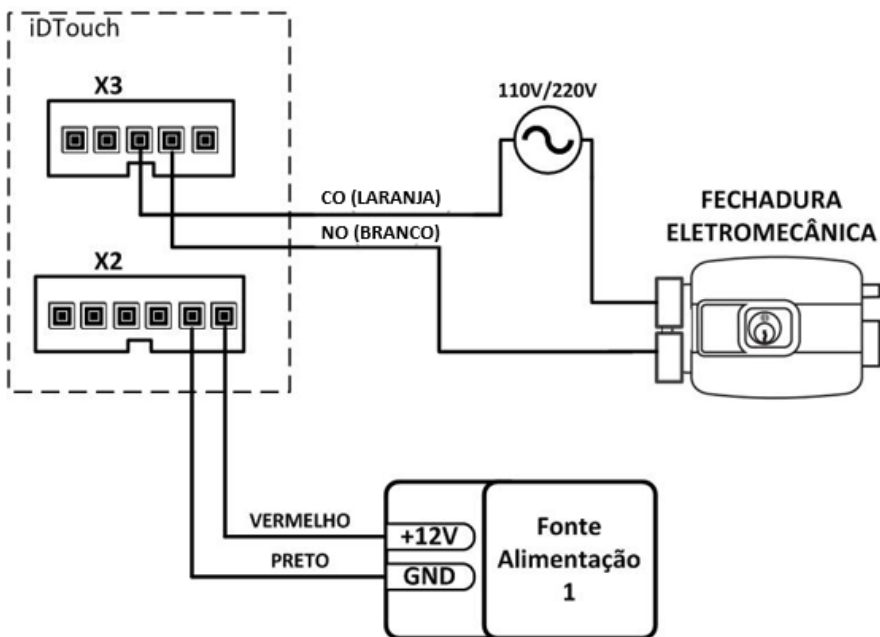 iDTouch
X3
110V/220V
CO (LARANJA)
NO (BRANCO)
FECHADURA
ELETROMECÂNICA
X2
VERMELHO
PRETO
+12V
GND
Fonte
Alimentação
1